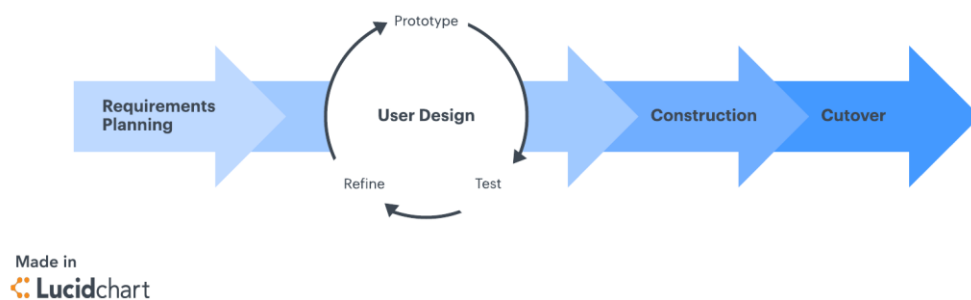 Prototype
Requirements
Planning
User Design
Construction
Cutover
Refine
Test
Made in
Lucidchart